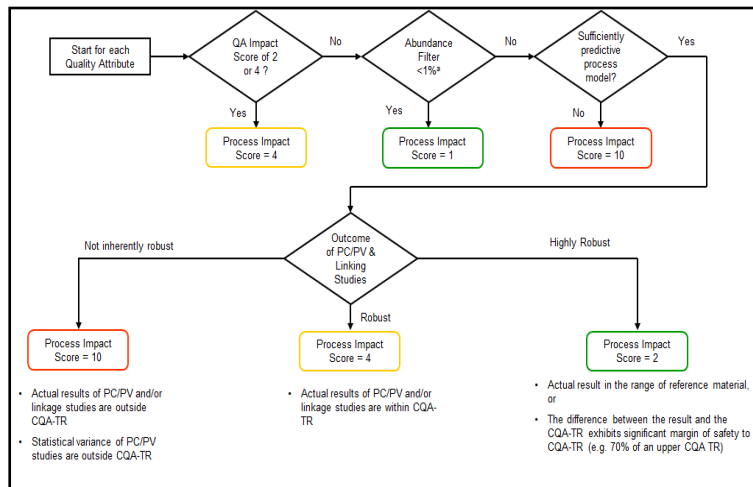 Start for each
Quality Attribute
QA Impact
Score of 2
or 4 ?
No
Abundance
Filter
<1%ª
No
Sufficiently
predictive
process
model?
Yes
Yes
Yes
No
Process Impact
Score = 4
Process Impact
Score = 1
Process Impact
Score = 10
Outcome
of PC/PV &
Linking
Studies
Not inherently robust
Highly Robust
Robust
Process Impact
Score = 10
Process Impact
Score = 4
Process Impact
Score = 2
• Actual results of PC/PV and/or
linkage studies are outside
CQA-TR
• Statistical variance of PC/PV
studies are outside CQA-TR
• Actual results of PC/PV and/or
linkage studies are within CQA-
TR
• Actual result in the range of reference material,
or
• The difference between the result and the
CQA-TR exhibits significant margin of safety to
CQA-TR (e.g. 70% of an upper CQA TR)